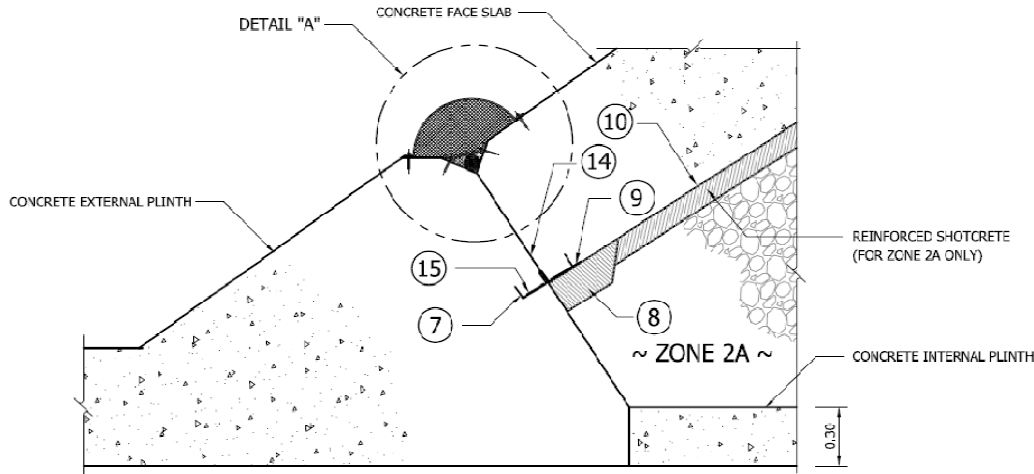 CONCRETE FACE SLAB
DETAIL "A"
10
14
CONCRETE EXTERNAL PLINTH
9
REINFORCED SHOTCRETE
(FOR ZONE 2A ONLY)
15
7
8
~ ZONE 2A ~
CONCRETE INTERNAL PLINTH
0.30